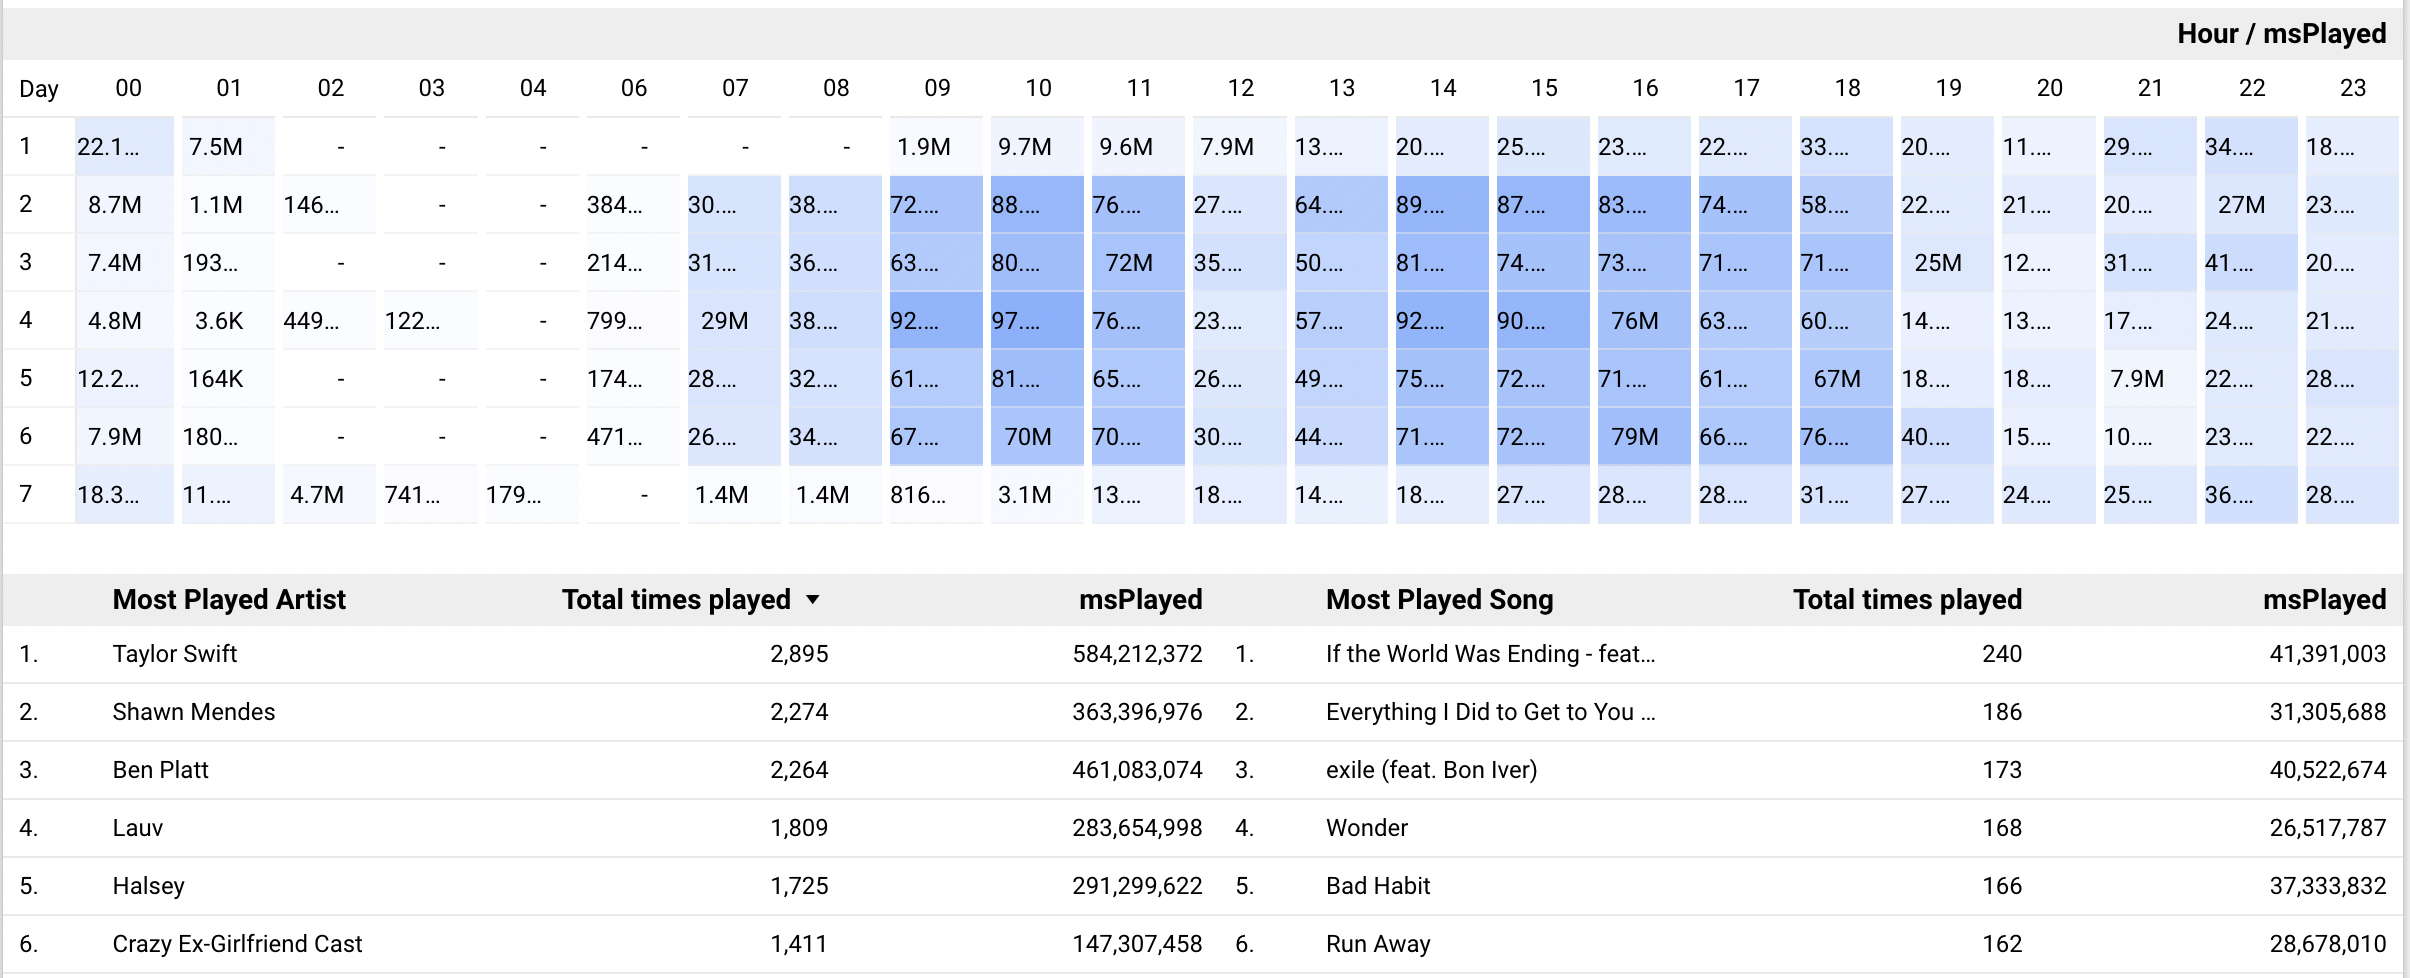 Hour / msPlayed
Day 00 01 02 03 04 06 07 08 09 10 11 12 13 14 15 16 17 18 19 20 21 22 23
1 22.1... 7.5M - - - - - - 1.9M 9.7M 9.6M 7.9M 13.... 20.... 25.... 23.... 22.... 33.... 20.... 11.... 29.... 34.... 18....
2 8.7M 1.1M 146... - - 384... 30.... 38.... 72.... 88.... 76.... 27.... 64.... 89.... 87.... 83.... 74.... 58.... 22.... 21.... 20.... 27M 23....
3 7.4M 193... - - - 214... 31.... 36.... 63.... 80.... 72M 35.... 50.... 81.... 74.... 73.... 71.... 71.... 25M 12.... 31.... 41.... 20....
4 4.8M 3.6K 449... 122... - 799... 29M 38.... 92.... 97.... 76.... 23.... 57.... 92.... 90.... 76M 63.... 60.... 14.... 13.... 17.... 24.... 21....
5 12.2... 164K - - - 174... 28.... 32.... 61.... 81.... 65.... 26.... 49.... 75.... 72.... 71.... 61.... 67M 18.... 18.... 7.9M 22.... 28....
6 7.9M 180... - - - 471... 26.... 34.... 67.... 70M 70.... 30.... 44.... 71.... 72.... 79M 66.... 76.... 40.... 15.... 10.... 23.... 22....
7 18.3... 11.... 4.7M 741... 179... - 1.4M 1.4M 816... 3.1M 13.... 18.... 14.... 18.... 27.... 28.... 28.... 31.... 27.... 24.... 25.... 36.... 28....
Most Played Artist Total times played msPlayed Most Played Song Total times played msPlayed
1. Taylor Swift 2,895 584,212,372 1. If the World Was Ending - feat... 240 41,391,003
2. Shawn Mendes 2,274 363,396,976 2. Everything I Did to Get to You ... 186 31,305,688
3. Ben Platt 2,264 461,083,074 3. exile (feat. Bon Iver) 173 40,522,674
4. Lauv 1,809 283,654,998 4. Wonder 168 26,517,787
5. Halsey 1,725 291,299,622 5. Bad Habit 166 37,333,832
6. Crazy Ex-Girlfriend Cast 1,411 147,307,458 6. Run Away 162 28,678,010